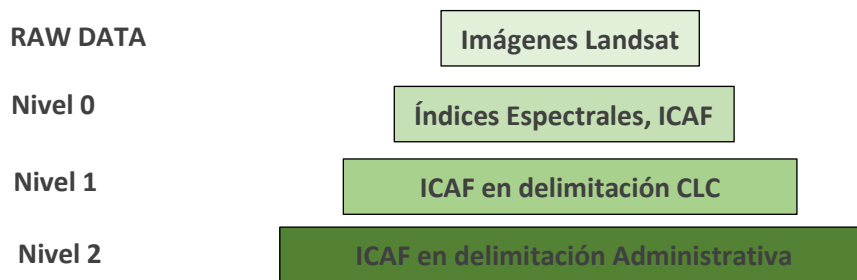 RAW DATA Imágenes Landsat
Nivel 0 Índices Espectrales, ICAF
Nivel 1 ICAF en delimitación CLC
Nivel 2 ICAF en delimitación Administrativa